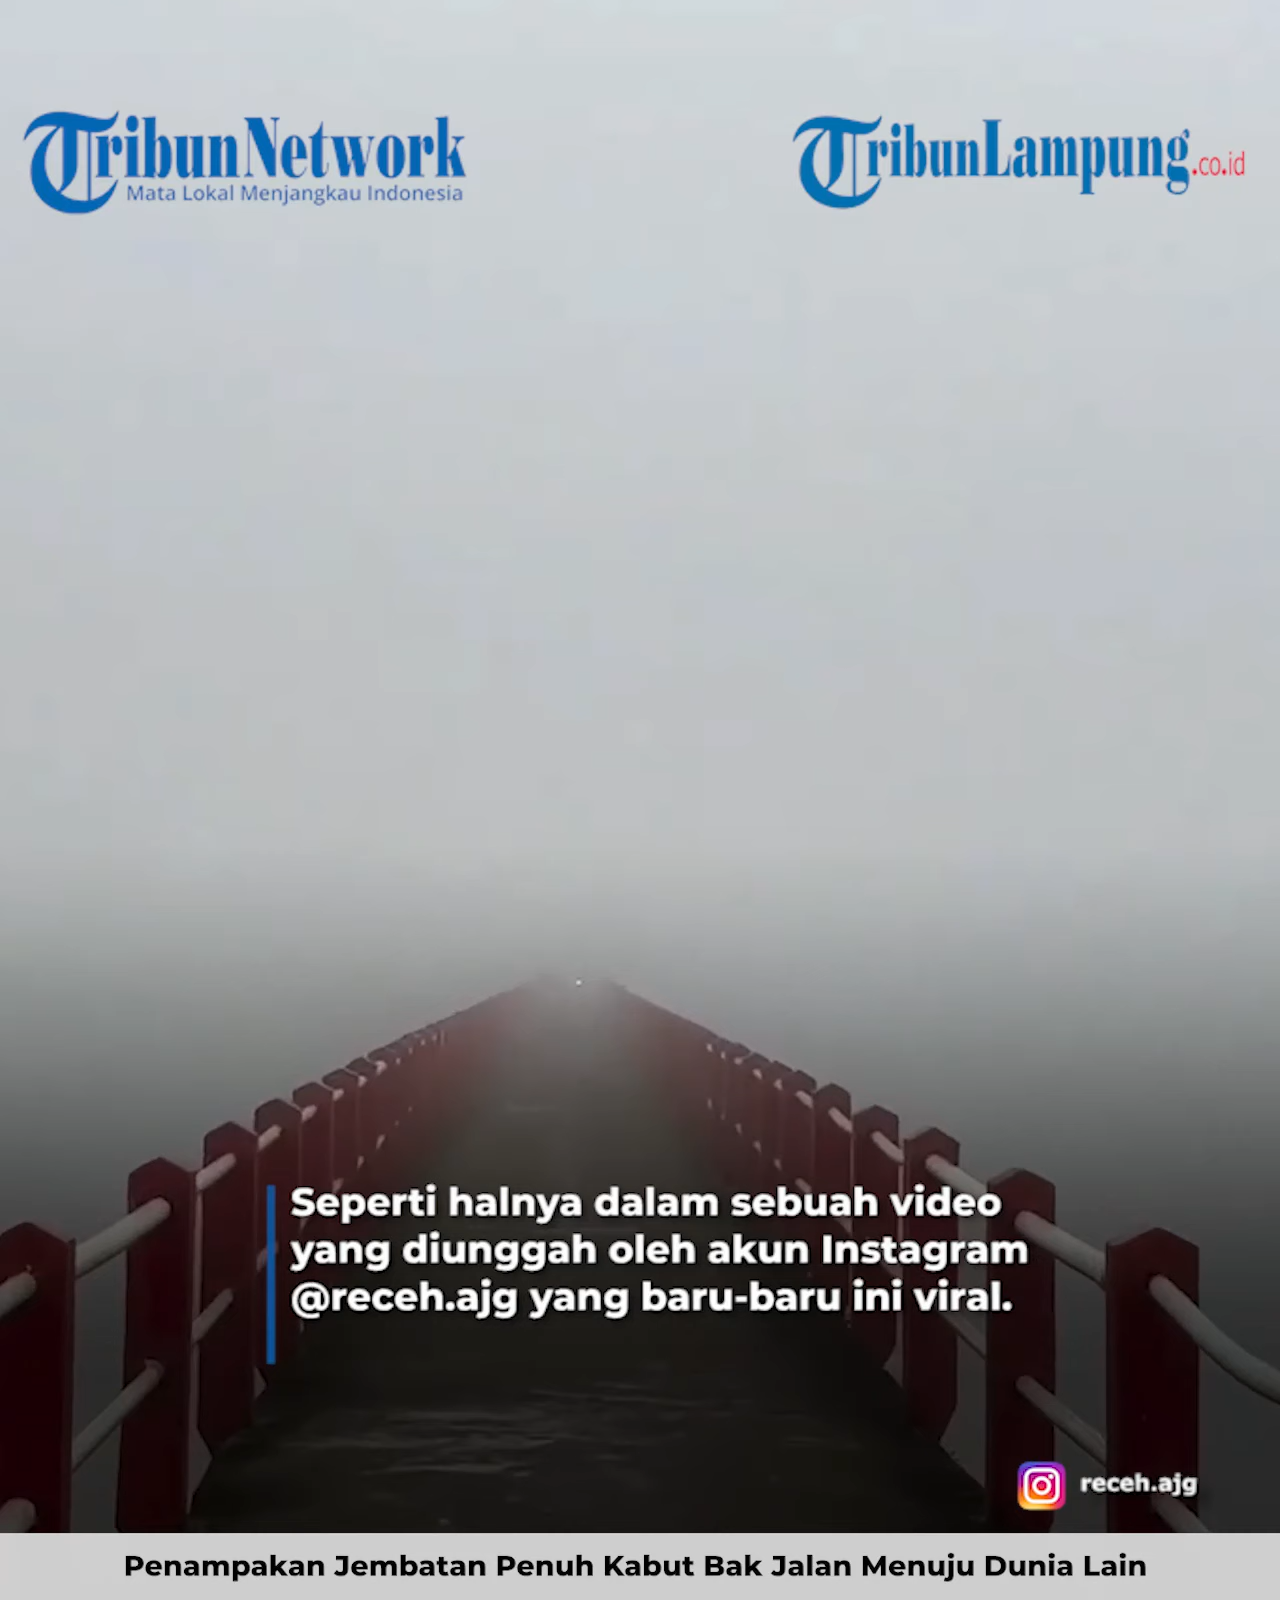 TribunNetwork
Mata Lokal Menjangkau Indonesia
TribunLampung.co.id
Seperti halnya dalam sebuah video
yang diunggah oleh akun Instagram
@receh.ajg yang baru-baru ini viral.
receh.ajg
Penampakan Jembatan Penuh Kabut Bak Jalan Menuju Dunia Lain